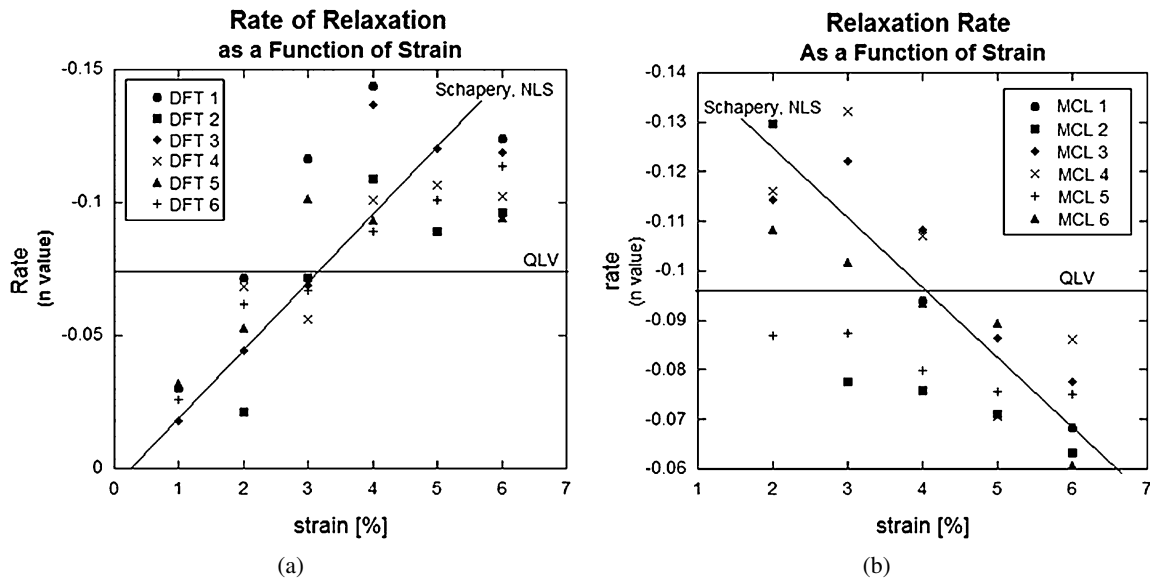 Rate of Relaxation
as a Function of Strain
-0.15
-0.1
-0.05
0
Rate
(n value)
DFT 1
DFT 2
DFT 3
DFT 4
DFT 5
DFT 6
Schapery, NLS
QLV
0 1 2 3 4 5 6 7
strain [%]
(a)
Relaxation Rate
As a Function of Strain
-0.14
-0.13
-0.12
-0.11
-0.1
-0.09
-0.08
-0.07
-0.06
rate
(n value)
Schapery, NLS
MCL 1
MCL 2
MCL 3
MCL 4
MCL 5
MCL 6
QLV
1 2 3 4 5 6 7
strain [%]
(b)